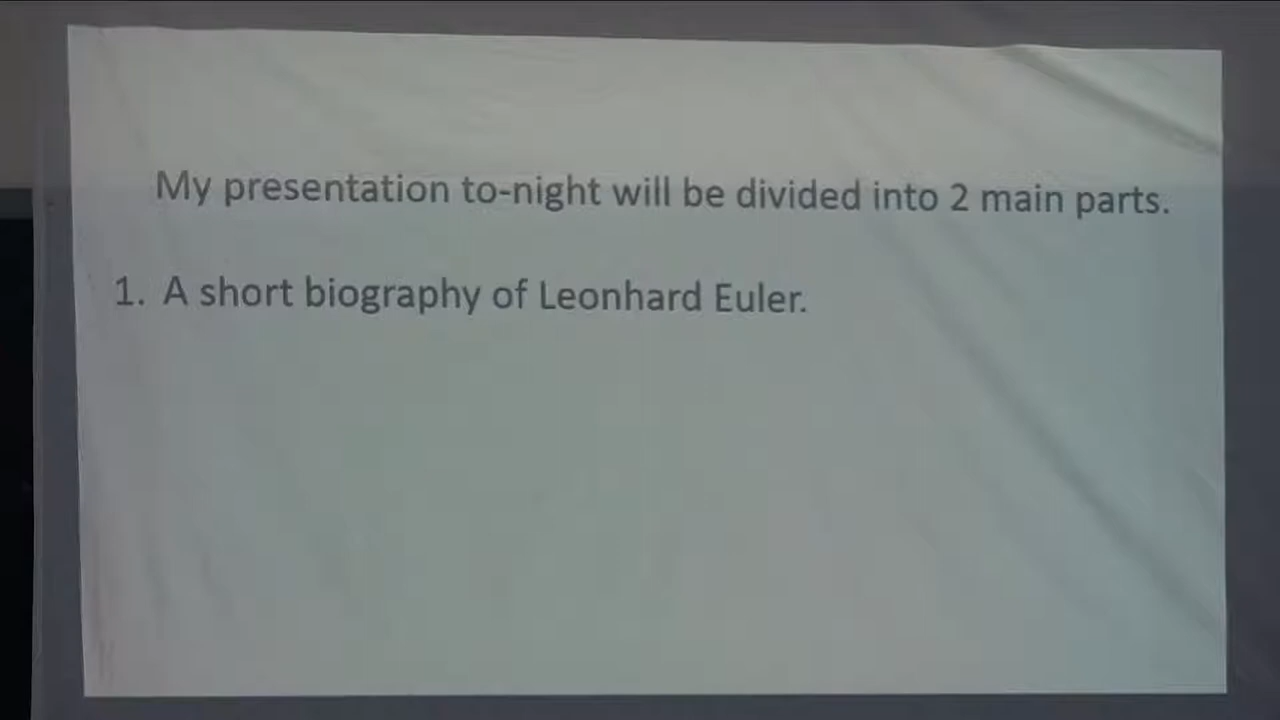 My presentation to-night will be divided into 2 main parts.
1. A short biography of Leonhard Euler.